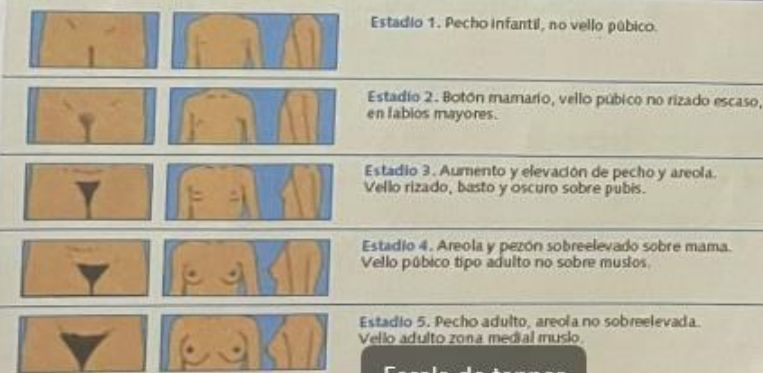 Estadio 1. Pecho infantil, no vello púbico.
Estadio 2. Botón mamario, vello púbico no rizado escaso,
en labios mayores.
Estadio 3. Aumento y elevación de pecho y areola.
Vello rizado, basto y oscuro sobre pubis.
Estadio 4. Areola y pezón sobreelevado sobre mama.
Vello púbico tipo adulto no sobre muslos.
Estadio 5. Pecho adulto, areola no sobreelevada.
Vello adulto zona medial muslo.
Escala de tanner